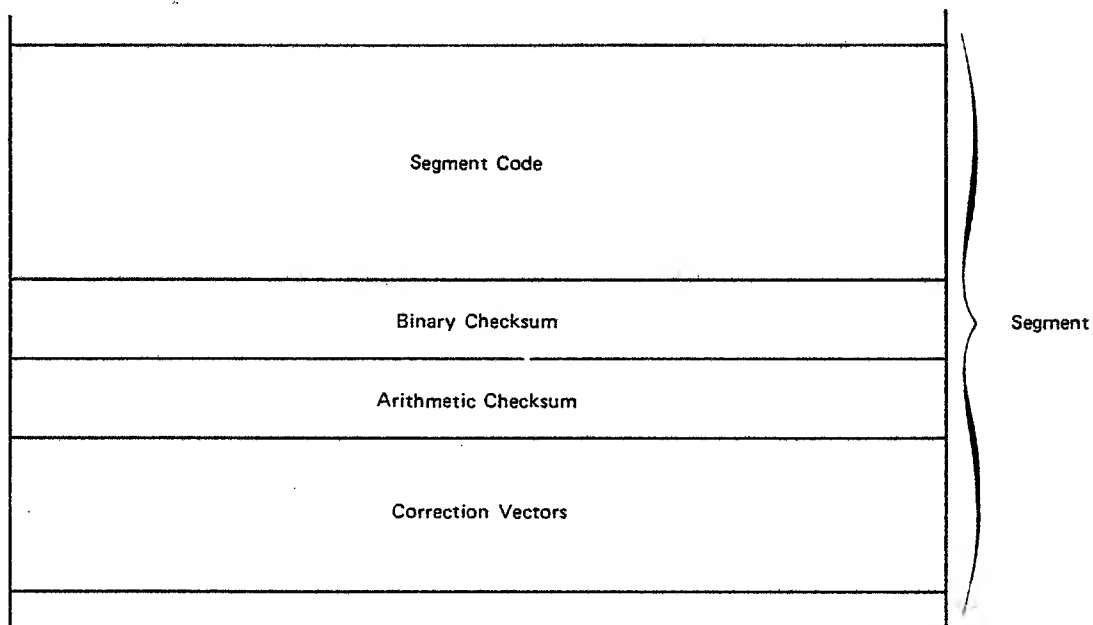 Segment Code
Binary Checksum
Segment
Arithmetic Checksum
Correction Vectors